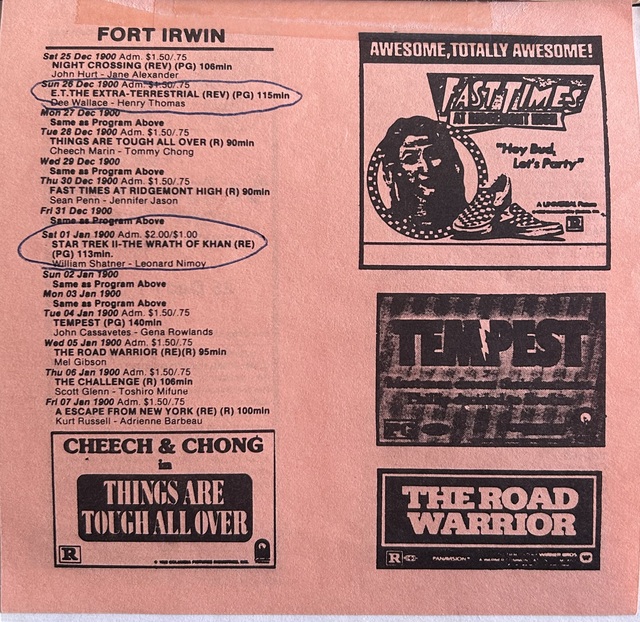 FORT IRWIN
Sat 25 Dec 1900 Adm. $1.50/.75
NIGHT CROSSING (REV) (PG) 106min
John Hurt - Jane Alexander
Sun 26 Dec 1900 Adm. $1.50/.75
E.T. THE EXTRA-TERRESTRIAL (REV) (PG) 115min
Dee Wallace - Henry Thomas
Mon 27 Dec 1900
Same as Program Above
Tue 28 Dec 1900 Adm. $1.50/.75
THINGS ARE TOUGH ALL OVER (R) 90min
Cheech Marin - Tommy Chong
Wed 29 Dec 1900
Same as Program Above
Thu 30 Dec 1900 Adm. $1.50/.75
FAST TIMES AT RIDGEMONT HIGH (R) 90min
Sean Penn - Jennifer Jason
Fri 31 Dec 1900
Same as Program Above
Sat 01 Jan 1900 Adm. $2.00/$1.00
STAR TREK II-THE WRATH OF KHAN (RE)
(PG) 113min.
William Shatner - Leonard Nimoy
Sun 02 Jan 1900
Same as Program Above
Mon 03 Jan 1900
Same as Program Above
Tue 04 Jan 1900 Adm. $1.50/.75
TEMPEST (PG) 140min
John Cassavetes - Gena Rowlands
Wed 05 Jan 1900 Adm. $1.50/.75
THE ROAD WARRIOR (RE)(R) 95min
Mel Gibson
Thu 06 Jan 1900 Adm. $1.50/.75
THE CHALLENGE (R) 106min
Scott Glenn - Toshiro Mifune
Fri 07 Jan 1900 Adm. $1.50/.75
A ESCAPE FROM NEW YORK (RE) (R) 100min
Kurt Russell - Adrienne Barbeau
CHEECH & CHONG
in
THINGS ARE
TOUGH ALL OVER
R
AWESOME, TOTALLY AWESOME!
FAST TIMES
AT RIDGEMONT HIGH
"Hey Bud,
Let's Party"
A UNIVERSAL Picture
R
TEMPEST
PG
THE ROAD
WARRIOR
R
PANAVISION
WARNER BROS